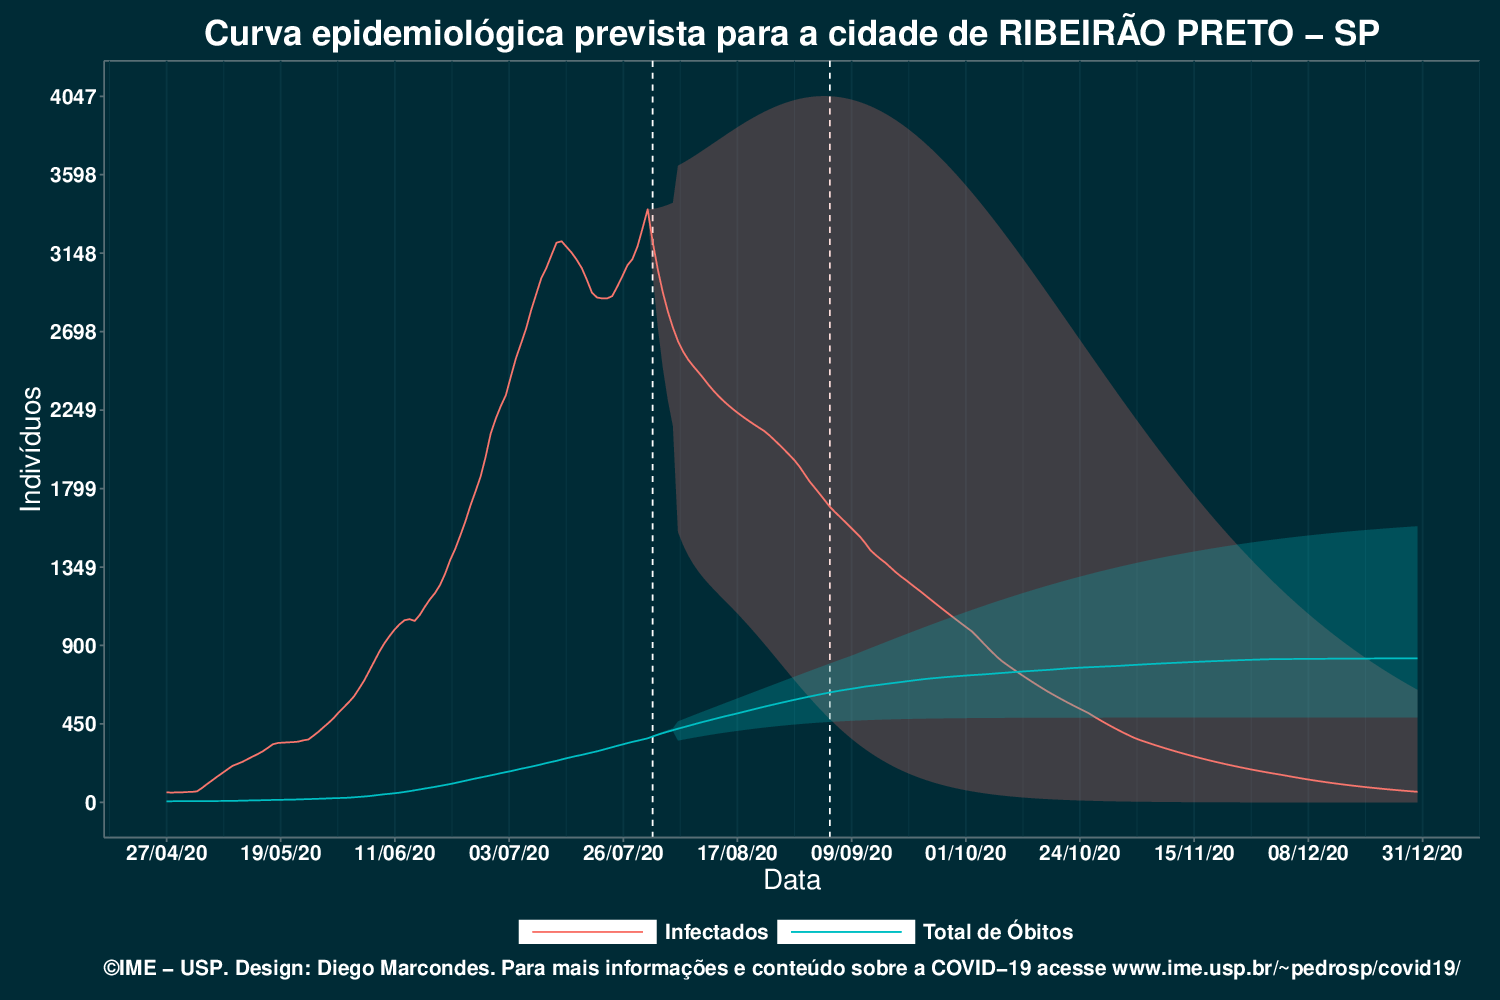 Curva epidemiológica prevista para a cidade de RIBEIRÃO PRETO – SP
Indivíduos
4047
3598
3148
2698
2249
1799
1349
900
450
0
27/04/20 19/05/20 11/06/20 03/07/20 26/07/20 17/08/20 09/09/20 01/10/20 24/10/20 15/11/20 08/12/20 31/12/20
Data
Infectados Total de Óbitos
©IME – USP. Design: Diego Marcondes. Para mais informações e conteúdo sobre a COVID–19 acesse www.ime.usp.br/~pedrosp/covid19/